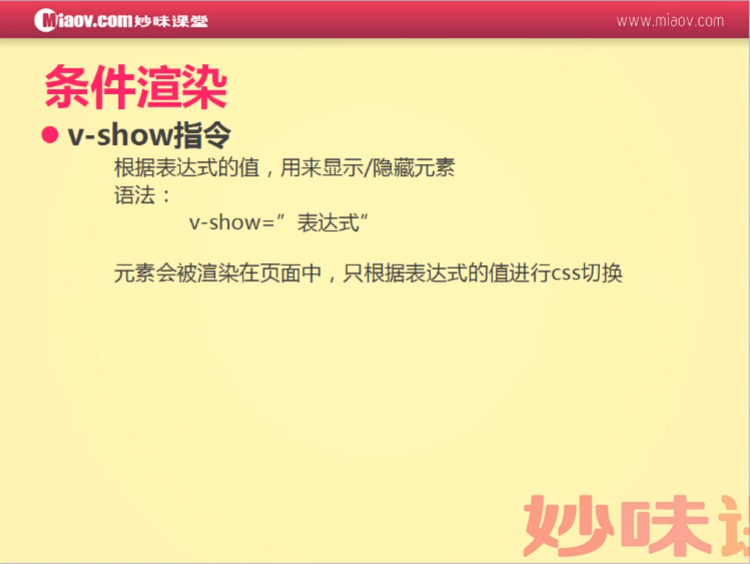 Miaov.com妙味课堂
www.miaov.com
条件渲染
v-show指令
根据表达式的值，用来显示/隐藏元素
语法：
v-show=”表达式”
元素会被渲染在页面中，只根据表达式的值进行css切换
妙味